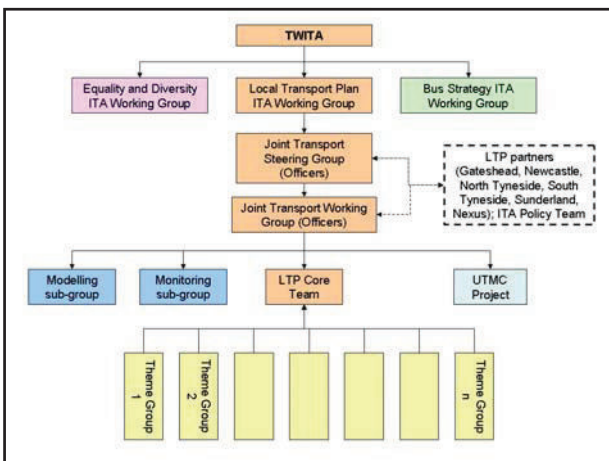 TWITA
Equality and Diversity
ITA Working Group
Local Transport Plan
ITA Working Group
Bus Strategy ITA
Working Group
Joint Transport
Steering Group
(Officers)
LTP partners
(Gateshead, Newcastle,
North Tyneside, South
Tyneside, Sunderland,
Nexus); ITA Policy Team
Joint Transport Working
Group (Officers)
Modelling
sub-group
Monitoring
sub-group
LTP Core
Team
UTMC
Project
Theme Group
1
Theme Group
2
Theme Group
n